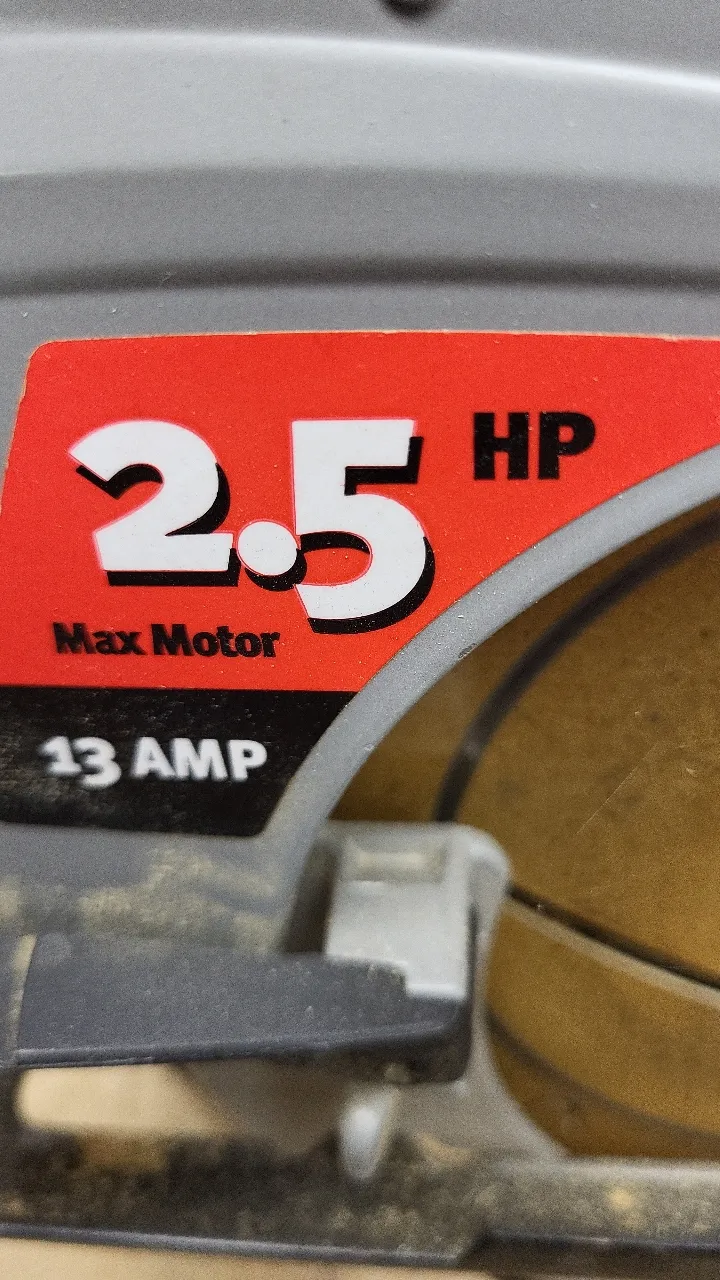 2.5 HP
Max Motor
13 AMP